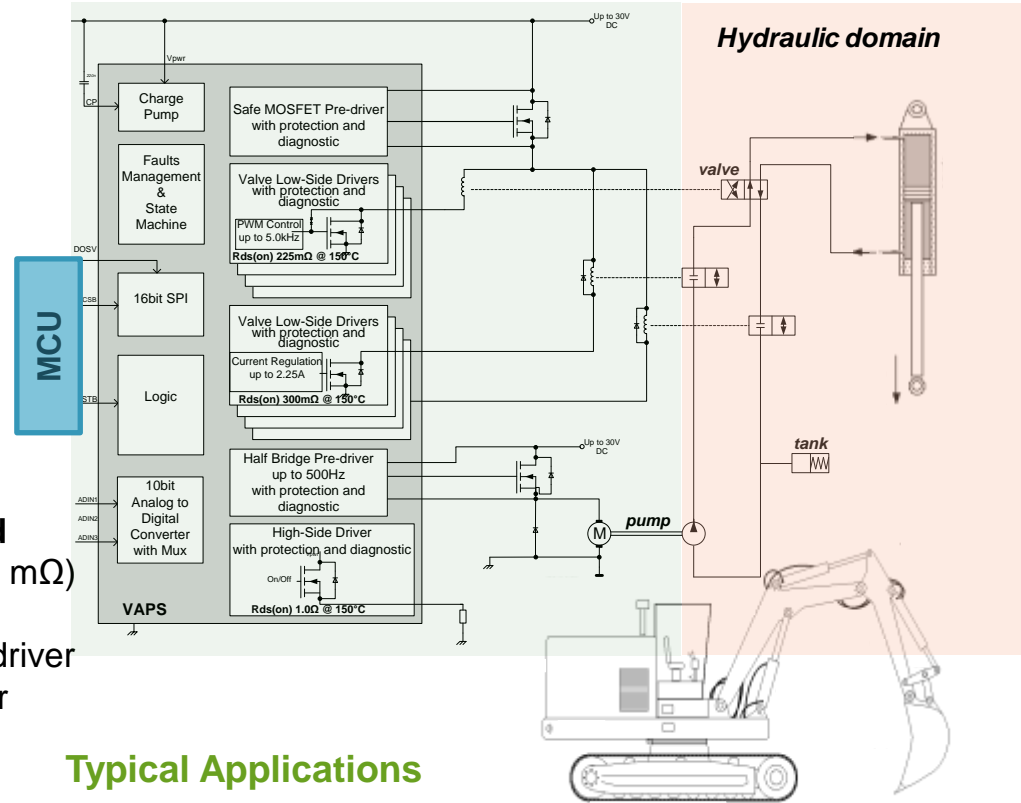 Up to 30V
DC
Hydraulic domain
Vpwr
220n
CP
Charge
Pump
Safe MOSFET Pre-driver
with protection and
diagnostic
Faults
Management
&
State
Machine
Valve Low-Side Drivers
with protection and
diagnostic
PWM Control
up to 5.0kHz
Rds(on) 225mΩ @ 150°C
valve
DOSV
MCU
CSB
16bit SPI
Valve Low-Side Drivers
with protection and
diagnostic
Current Regulation
up to 2.25A
Rds(on) 300mΩ @ 150°C
STB
Logic
Half Bridge Pre-driver
up to 500Hz
with protection and
diagnostic
Up to 30V
DC
tank
10bit
Analog to
Digital
Converter
with Mux
ADIN1
ADIN2
ADIN3
M
pump
High-Side Driver
with protection and diagnostic
On/Off
Rds(on) 1.0Ω @ 150°C
VAPS
mΩ)
driver
Typical Applications